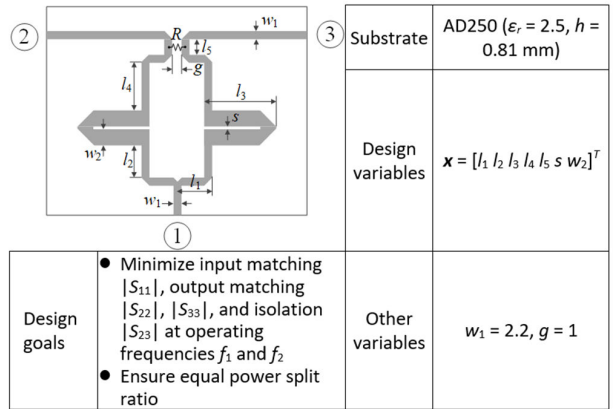 w₁
R
②
③
l₅
g
l₄
l₃
s
w₂
l₂
l₁
w₁
①
Substrate
AD250 (εᵣ = 2.5, h =
0.81 mm)
Design
variables
x = [l₁ l₂ l₃ l₄ l₅ s w₂]ᵀ
Design
goals
● Minimize input matching
|S₁₁|, output matching
|S₂₂|, |S₃₃|, and isolation
|S₂₃| at operating
frequencies f₁ and f₂
● Ensure equal power split
ratio
Other
variables
w₁ = 2.2, g = 1